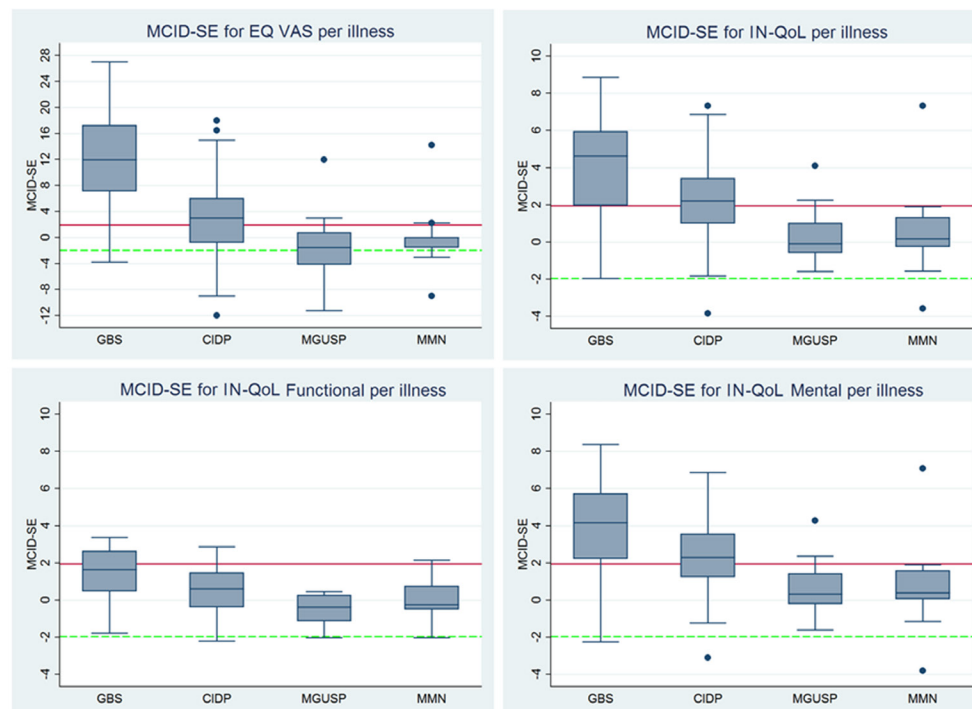 MCID-SE for EQ VAS per illness
MCID-SE
28
24
20
16
12
8
4
0
-4
-8
-12
GBS CIDP MGUSP MMN
MCID-SE for IN-QoL per illness
MCID-SE
10
8
6
4
2
0
-2
-4
GBS CIDP MGUSP MMN
MCID-SE for IN-QoL Functional per illness
MCID-SE
10
8
6
4
2
0
-2
-4
GBS CIDP MGUSP MMN
MCID-SE for IN-QoL Mental per illness
MCID-SE
10
8
6
4
2
0
-2
-4
GBS CIDP MGUSP MMN